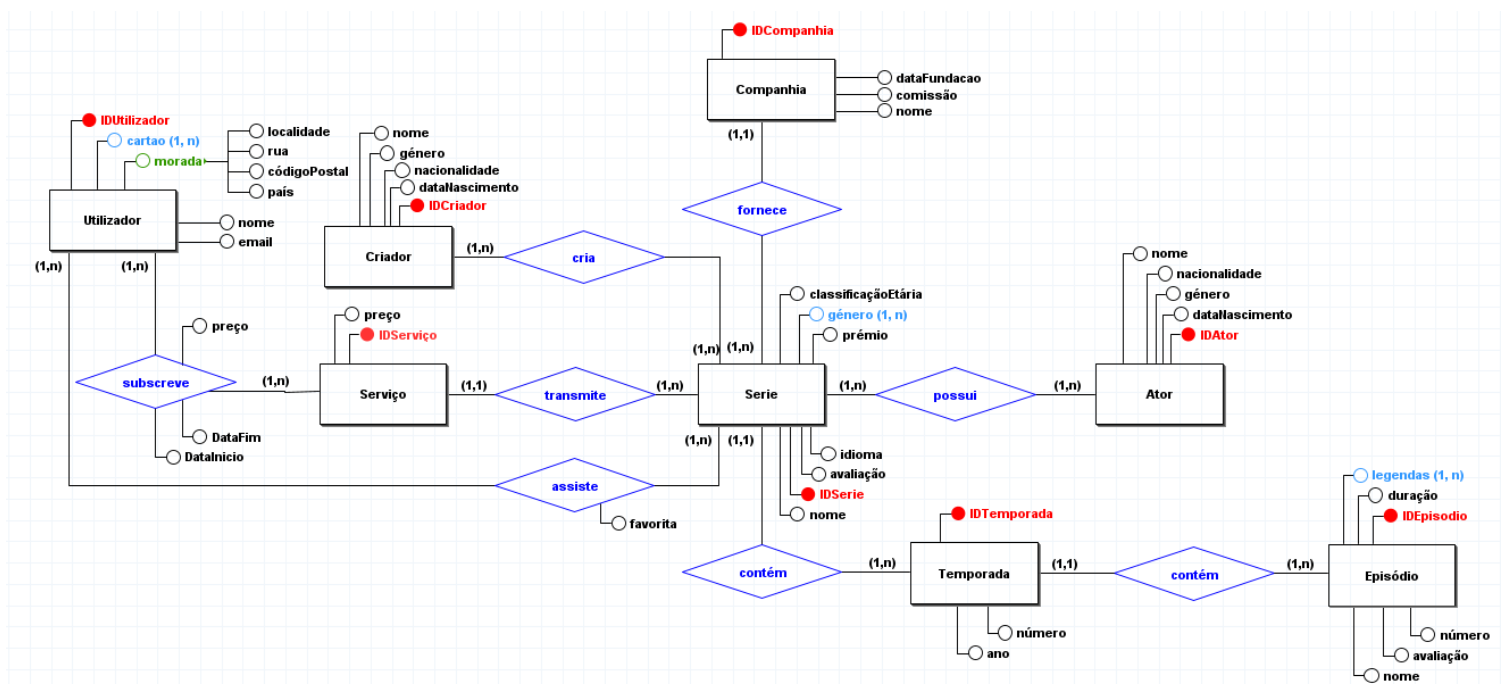 IDCompanhia
Companhia
dataFundacao
comissão
nome
(1,1)
fornece
IDUtilizador
cartao (1, n)
morada
localidade
rua
códigoPostal
país
Utilizador
nome
email
(1,n)
(1,n)
nome
género
nacionalidade
dataNascimento
IDCriador
Criador
(1,n)
cria
preço
subscreve
(1,n)
DataFim
DataInicio
preço
IDServiço
Serviço
(1,1)
transmite
(1,n)
classificaçãoEtária
género (1, n)
prémio
(1,n)
(1,n)
Serie
(1,n)
possui
(1,n)
nome
nacionalidade
género
dataNascimento
IDAtor
Ator
(1,n)
(1,1)
idioma
avaliação
IDSerie
nome
assiste
favorita
contém
(1,n)
IDTemporada
Temporada
número
ano
(1,1)
contém
(1,n)
legendas (1, n)
duração
IDEpisodio
Episódio
número
avaliação
nome